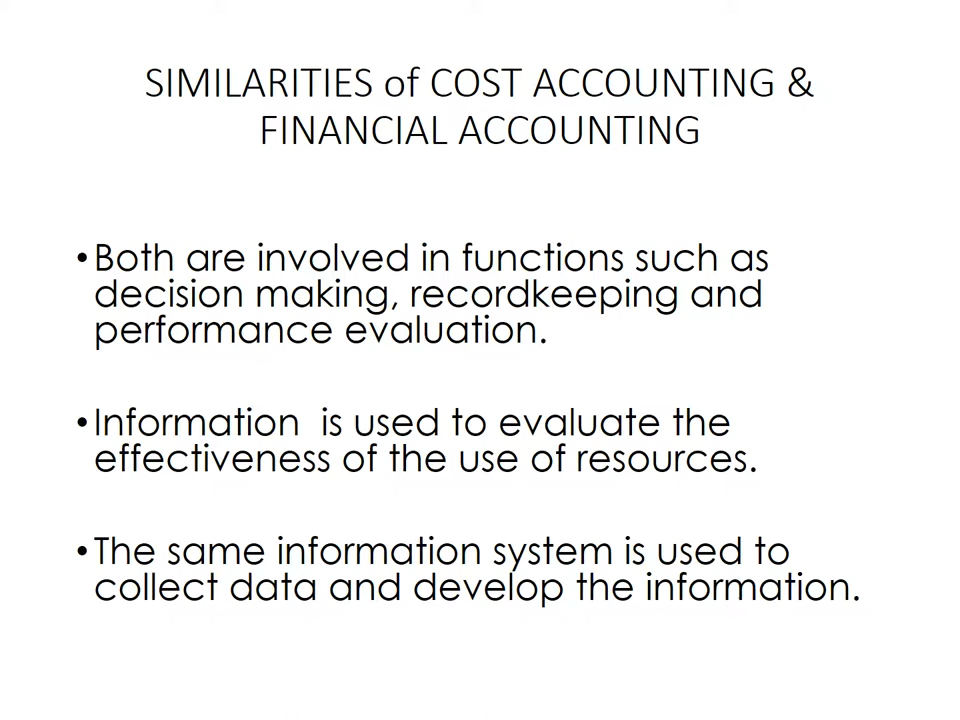 SIMILARITIES of COST ACCOUNTING &
FINANCIAL ACCOUNTING
•Both are involved in functions such as
decision making, recordkeeping and
performance evaluation.
•Information  is used to evaluate the
effectiveness of the use of resources.
•The same information system is used to
collect data and develop the information.